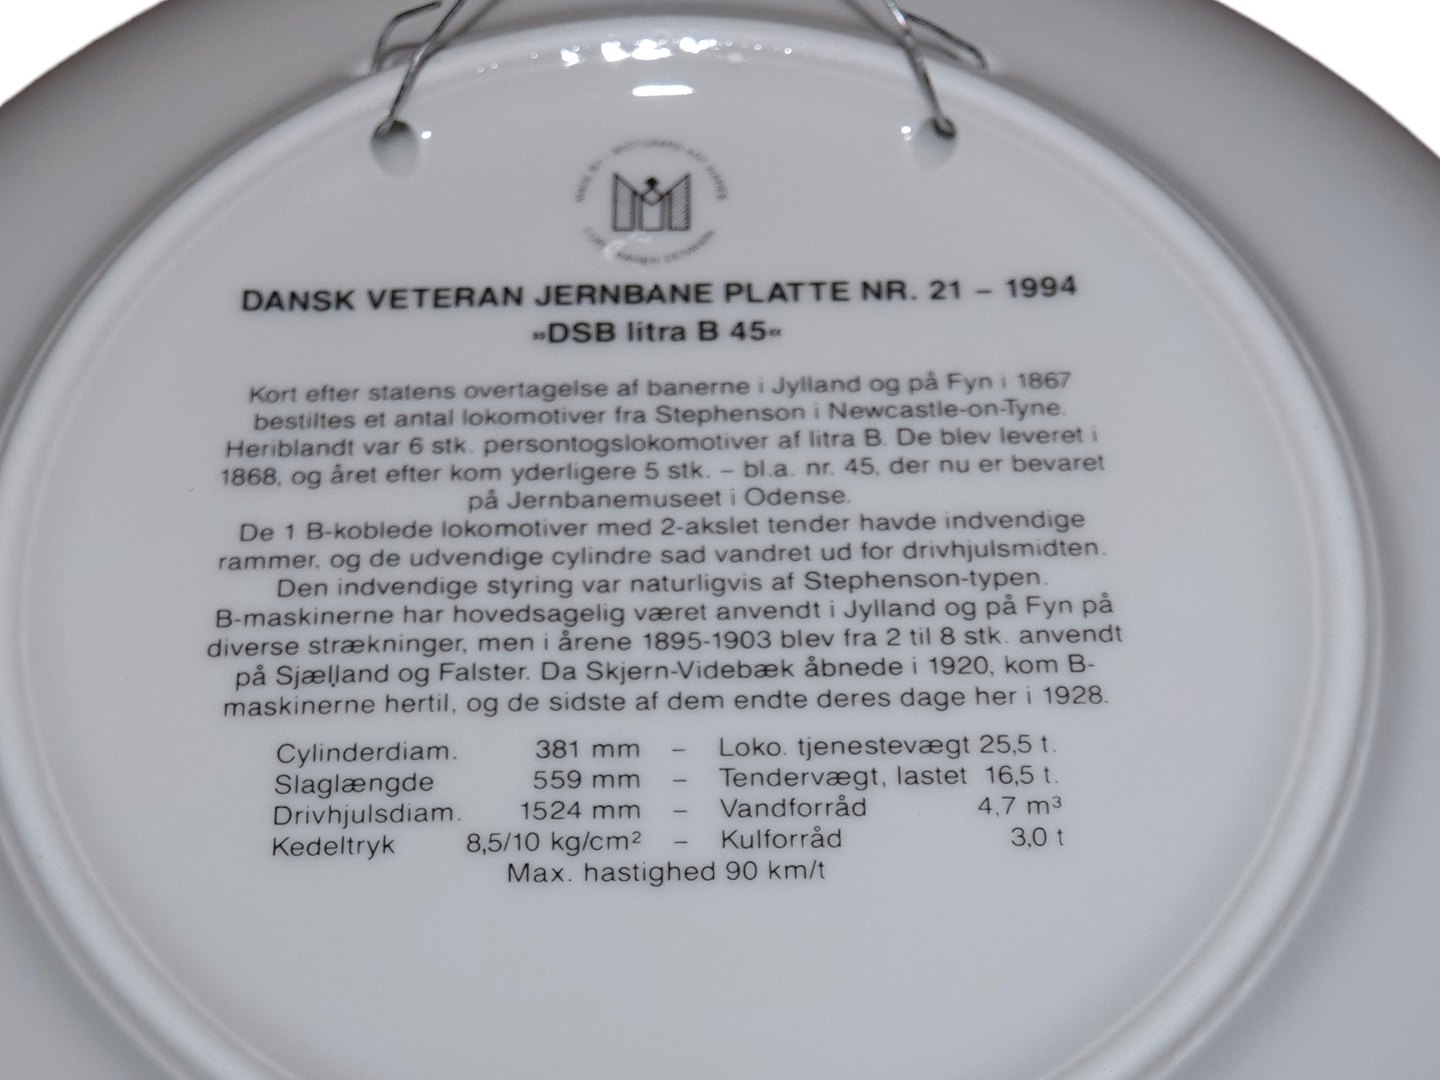 DANSK VETERAN JERNBANE PLATTE NR. 21 – 1994
»DSB litra B 45«
Kort efter statens overtagelse af banerne i Jylland og på Fyn i 1867
bestiltes et antal lokomotiver fra Stephenson i Newcastle-on-Tyne.
Heriblandt var 6 stk. persontogslokomotiver af litra B. De blev leveret i
1868, og året efter kom yderligere 5 stk. – bl.a. nr. 45, der nu er bevaret
på Jernbanemuseet i Odense.
De 1 B-koblede lokomotiver med 2-akslet tender havde indvendige
rammer, og de udvendige cylindre sad vandret ud for drivhjulsmidten.
Den indvendige styring var naturligvis af Stephenson-typen.
B-maskinerne har hovedsagelig været anvendt i Jylland og på Fyn på
diverse strækninger, men i årene 1895-1903 blev fra 2 til 8 stk. anvendt
på Sjælland og Falster. Da Skjern-Videbæk åbnede i 1920, kom B-
maskinerne hertil, og de sidste af dem endte deres dage her i 1928.
Cylinderdiam. 381 mm – Loko. tjenestevægt 25,5 t.
Slaglængde 559 mm – Tendervægt, lastet 16,5 t.
Drivhjulsdiam. 1524 mm – Vandforråd 4,7 m³
Kedeltryk 8,5/10 kg/cm² – Kulforråd 3,0 t
Max. hastighed 90 km/t